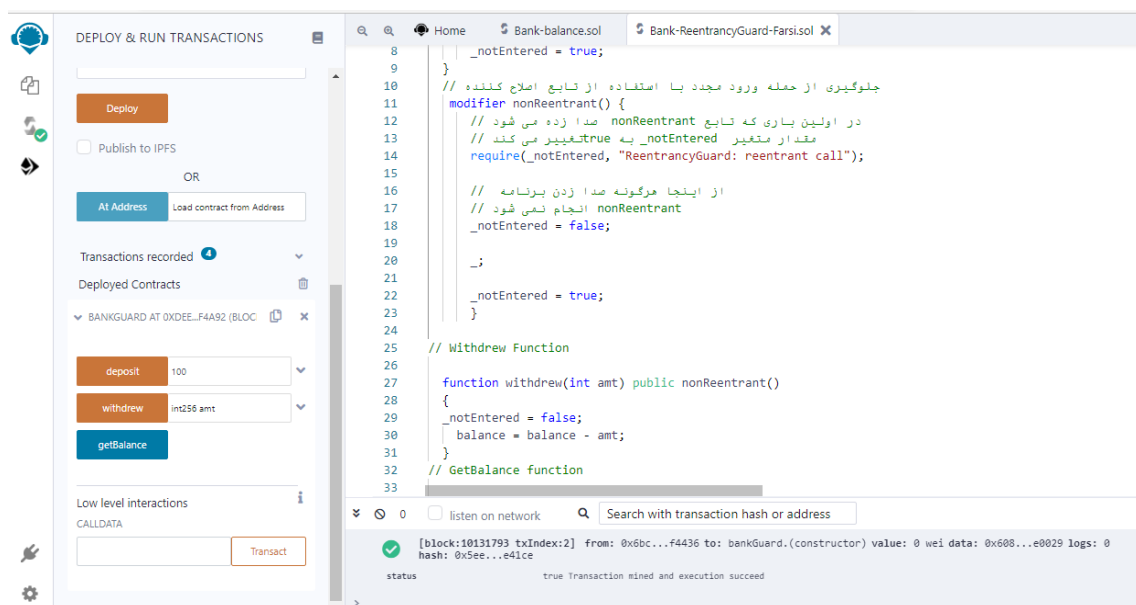 DEPLOY & RUN TRANSACTIONS
Deploy
Publish to IPFS
OR
At Address
Load contract from Address
Transactions recorded 4
Deployed Contracts
BANKGUARD AT 0XDEE...F4A92 (BLOC
deposit
100
withdrew
int256 amt
getBalance
Low level interactions
i
CALLDATA
Transact
Home
Bank-balance.sol
Bank-ReentrancyGuard-Farsi.sol
8 _notEntered = true;
9 }
10 // جلوگیری از حمله ورود مجدد با استفاده از تابع اصلاح کننده
11 modifier nonReentrant() {
12 // در اولین باری که تابع nonReentrant صدا زده می شود
13 // مقدار متغیر _notEntered به trueتغییر می کند
14 require(_notEntered, "ReentrancyGuard: reentrant call");
15
16 // از اینجا هرگونه صدا زدن برنامه
17 // nonReentrant انجام نمی شود
18 _notEntered = false;
19
20 _;
21
22 _notEntered = true;
23 }
24
25 // Withdrew Function
26
27 function withdrew(int amt) public nonReentrant()
28 {
29 _notEntered = false;
30 balance = balance - amt;
31 }
32 // GetBalance function
33
0
listen on network
Search with transaction hash or address
[block:10131793 txIndex:2] from: 0x6bc...f4436 to: bankGuard.(constructor) value: 0 wei data: 0x608...e0029 logs: 0
hash: 0x5ee...e41ce
status true Transaction mined and execution succeed
>